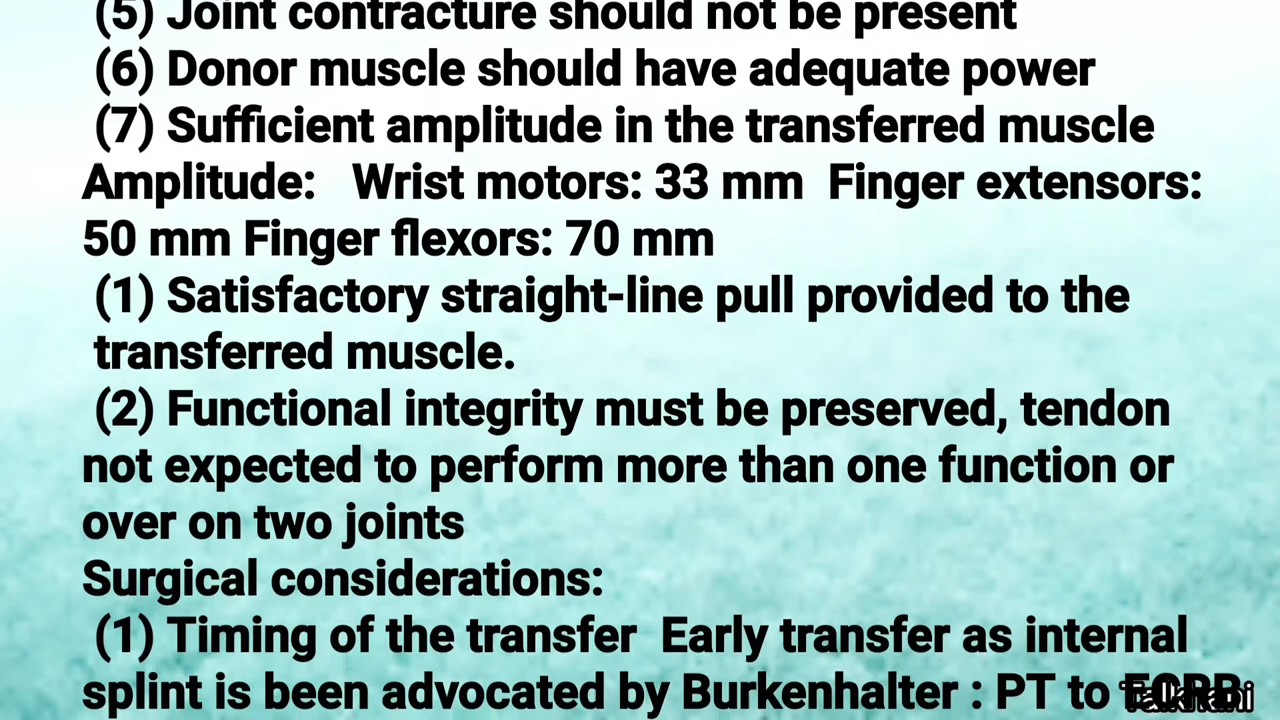 (5) Joint contracture should not be present
(6) Donor muscle should have adequate power
(7) Sufficient amplitude in the transferred muscle
Amplitude: Wrist motors: 33 mm Finger extensors:
50 mm Finger flexors: 70 mm
(1) Satisfactory straight-line pull provided to the
transferred muscle.
(2) Functional integrity must be preserved, tendon
not expected to perform more than one function or
over on two joints
Surgical considerations:
(1) Timing of the transfer Early transfer as internal
splint is been advocated by Burkenhalter : PT to